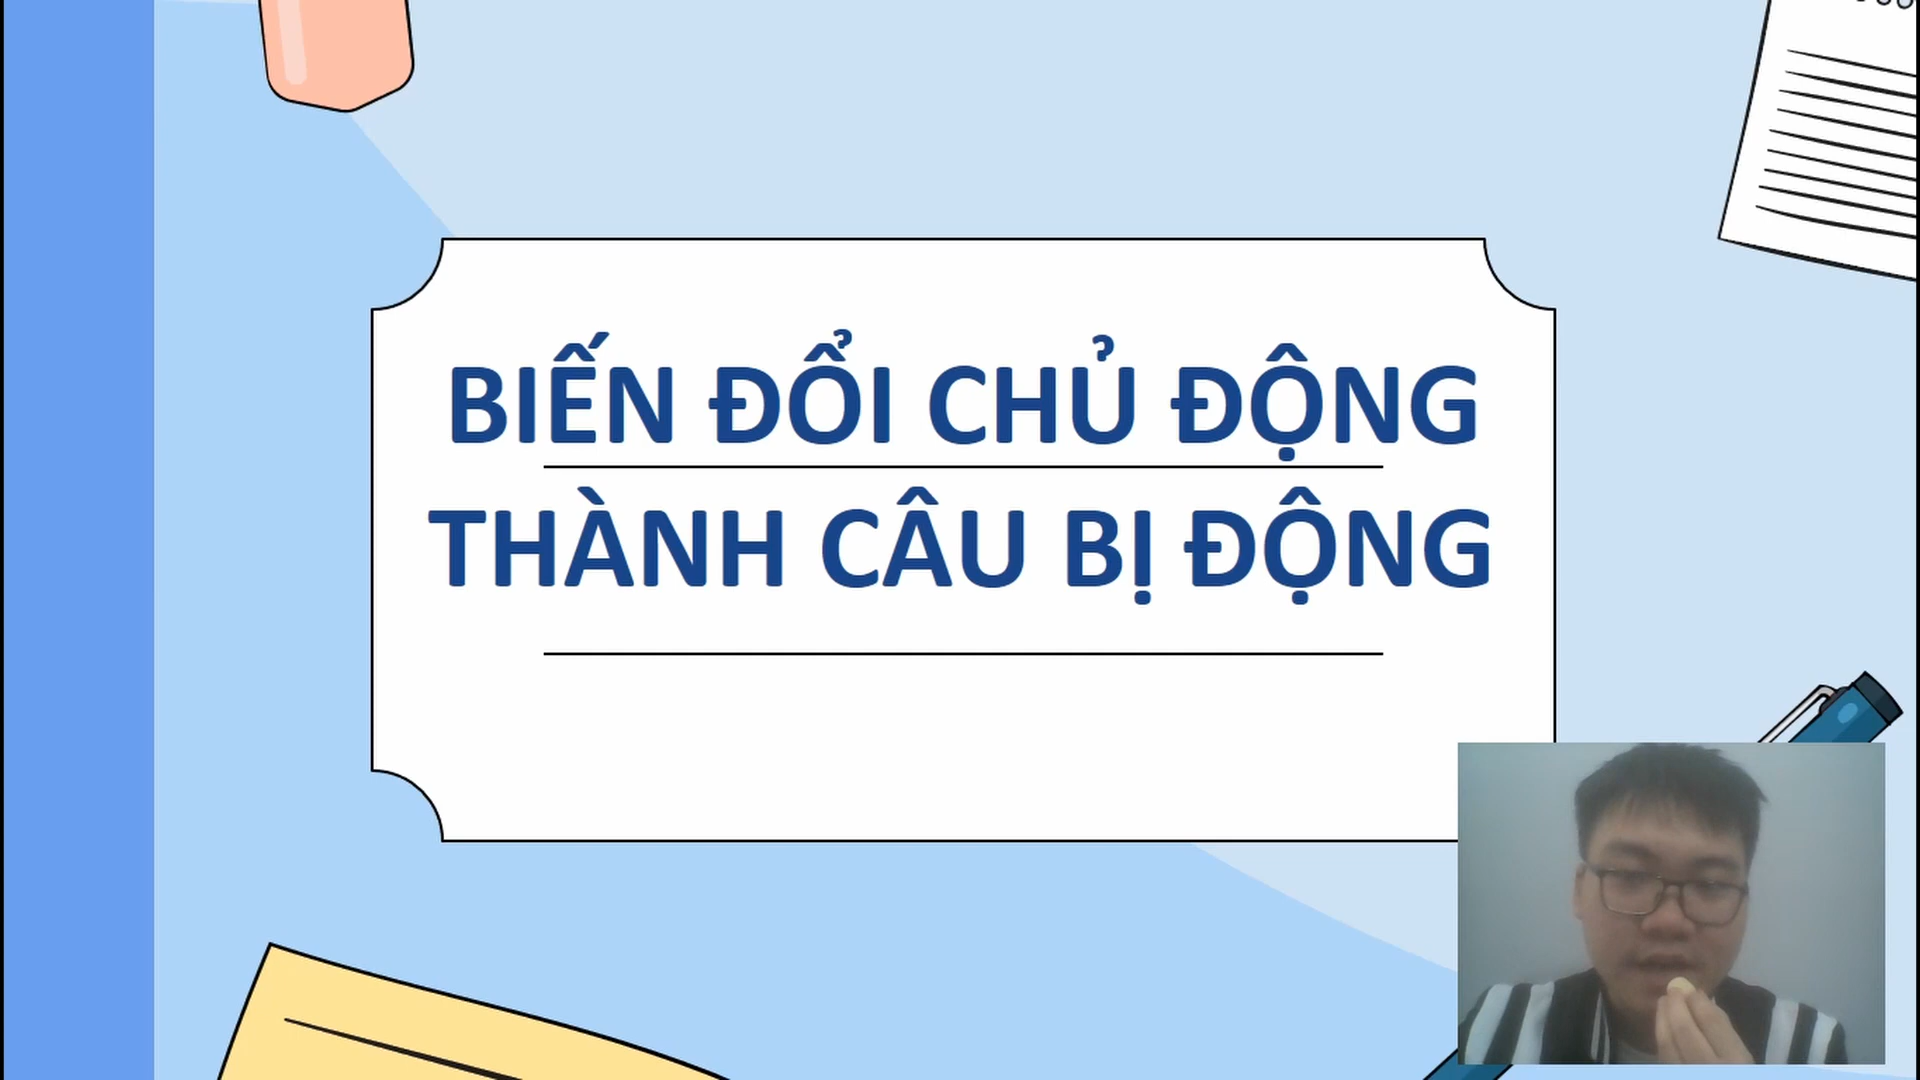 BIẾN ĐỔI CHỦ ĐỘNG
THÀNH CÂU BỊ ĐỘNG